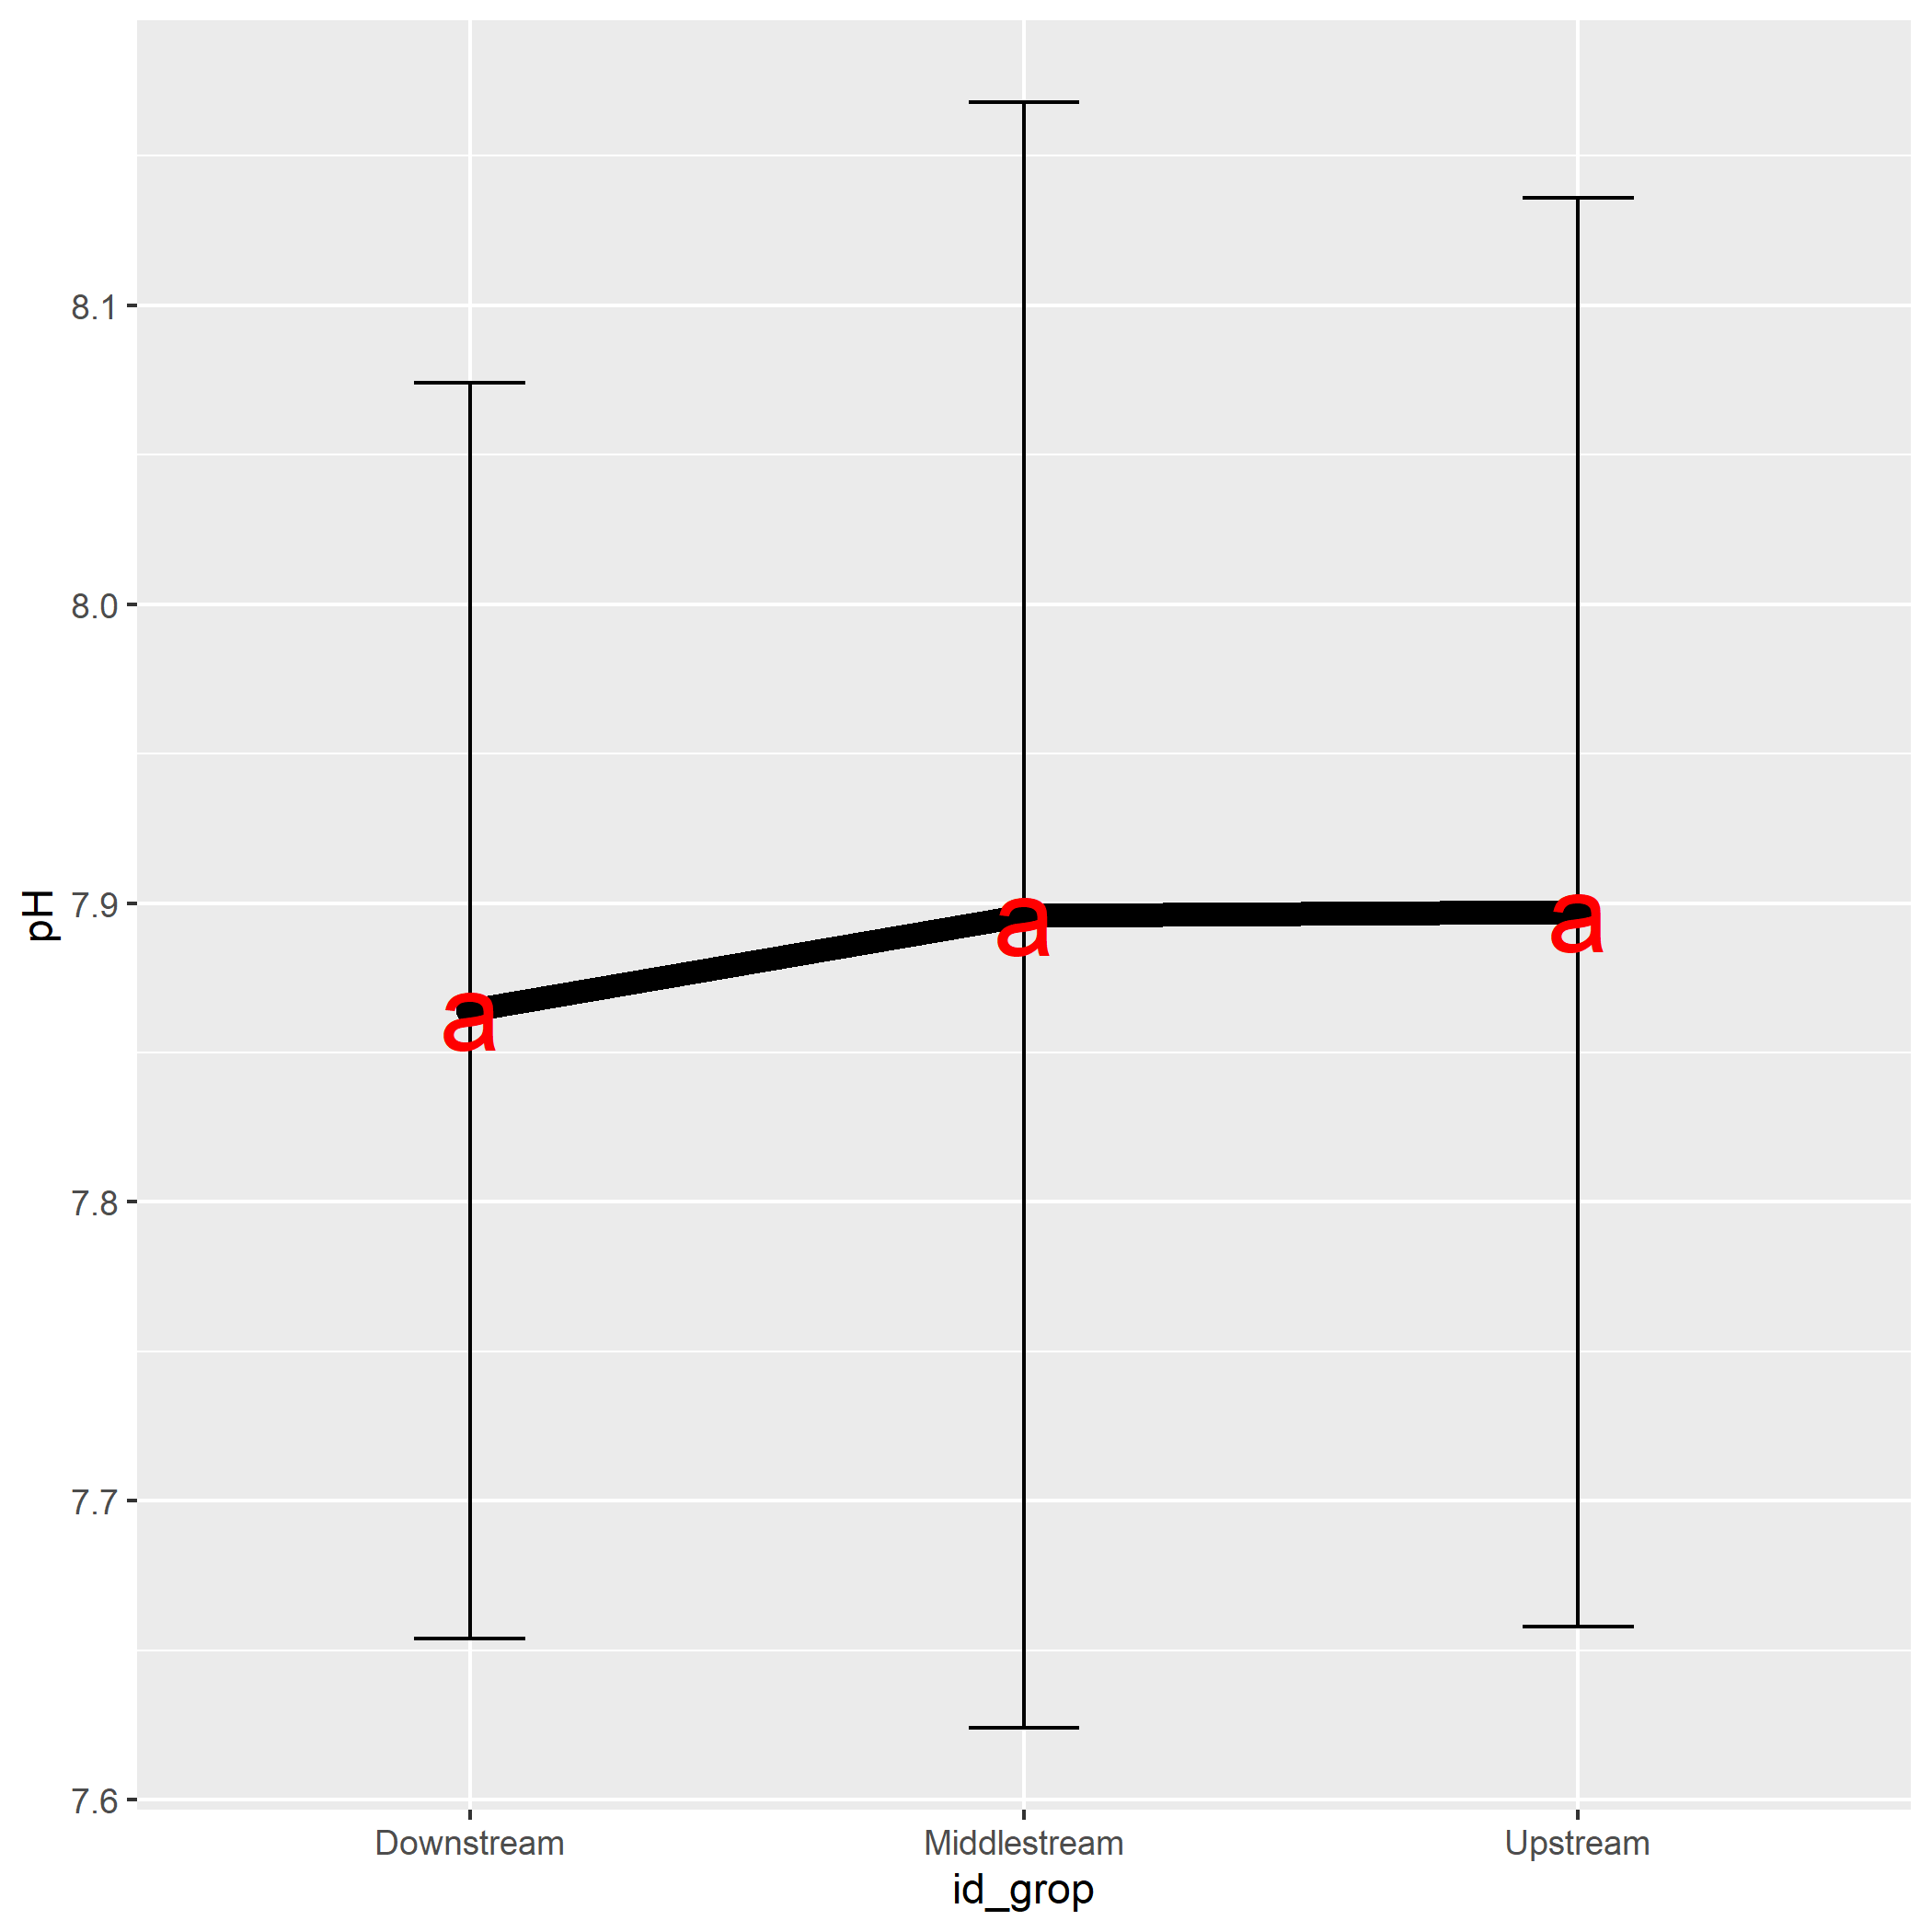 pH
8.1
8.0
7.9
7.8
7.7
7.6
a
a
a
Downstream Middlestream Upstream
id_grop